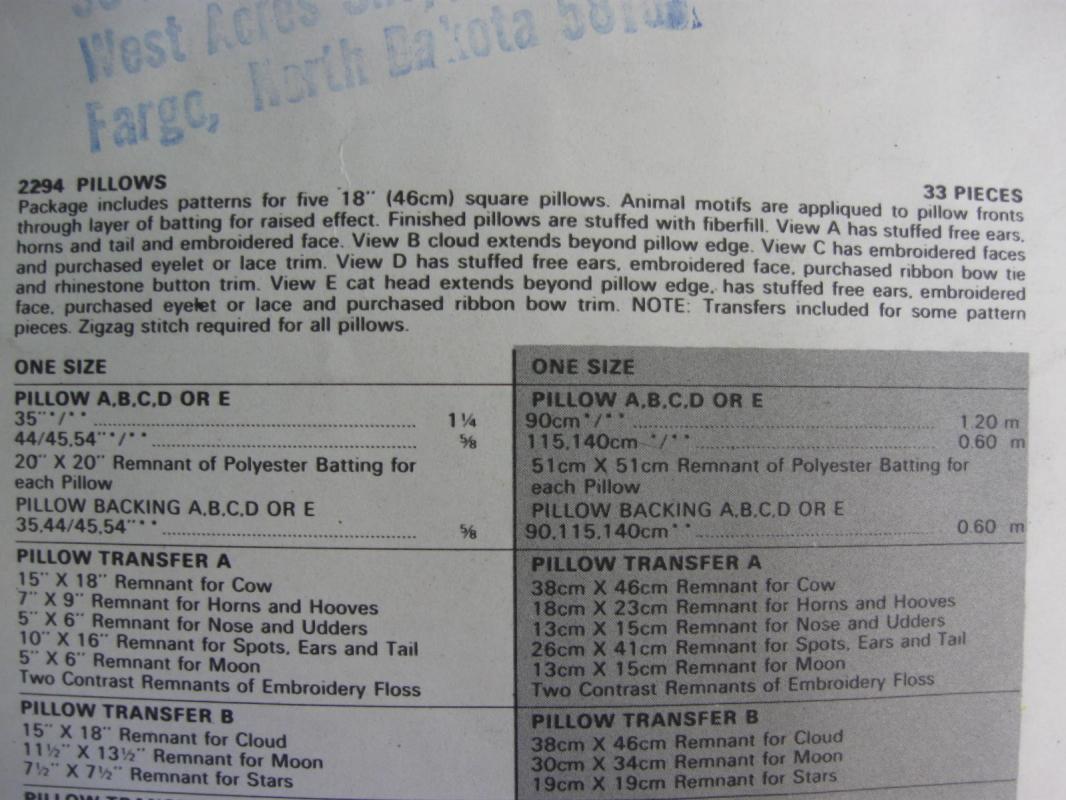 West Acres
Fargo, North Dakota
2294 PILLOWS
33 PIECES
Package includes patterns for five 18" (46cm) square pillows. Animal motifs are appliqued to pillow fronts
through layer of batting for raised effect. Finished pillows are stuffed with fiberfill. View A has stuffed free ears,
horns and tail and embroidered face. View B cloud extends beyond pillow edge. View C has embroidered faces
and purchased eyelet or lace trim. View D has stuffed free ears, embroidered face, purchased ribbon bow tie
and rhinestone button trim. View E cat head extends beyond pillow edge, has stuffed free ears, embroidered
face, purchased eyelet or lace and purchased ribbon bow trim. NOTE: Transfers included for some pattern
pieces. Zigzag stitch required for all pillows.
ONE SIZE
PILLOW A,B,C,D OR E
35"*/** 1¼
44/45,54"*/** ⅝
20" X 20" Remnant of Polyester Batting for
each Pillow
PILLOW BACKING A,B,C,D OR E
35,44/45,54"** ⅝
PILLOW TRANSFER A
15" X 18" Remnant for Cow
7" X 9" Remnant for Horns and Hooves
5" X 6" Remnant for Nose and Udders
10" X 16" Remnant for Spots, Ears and Tail
5" X 6" Remnant for Moon
Two Contrast Remnants of Embroidery Floss
PILLOW TRANSFER B
15" X 18" Remnant for Cloud
11½" X 13½" Remnant for Moon
7½" X 7½" Remnant for Stars
ONE SIZE
PILLOW A,B,C,D OR E
90cm*/** 1.20 m
115,140cm*/** 0.60 m
51cm X 51cm Remnant of Polyester Batting for
each Pillow
PILLOW BACKING A,B,C,D OR E
90,115,140cm** 0.60 m
PILLOW TRANSFER A
38cm X 46cm Remnant for Cow
18cm X 23cm Remnant for Horns and Hooves
13cm X 15cm Remnant for Nose and Udders
26cm X 41cm Remnant for Spots, Ears and Tail
13cm X 15cm Remnant for Moon
Two Contrast Remnants of Embroidery Floss
PILLOW TRANSFER B
38cm X 46cm Remnant for Cloud
30cm X 34cm Remnant for Moon
19cm X 19cm Remnant for Stars